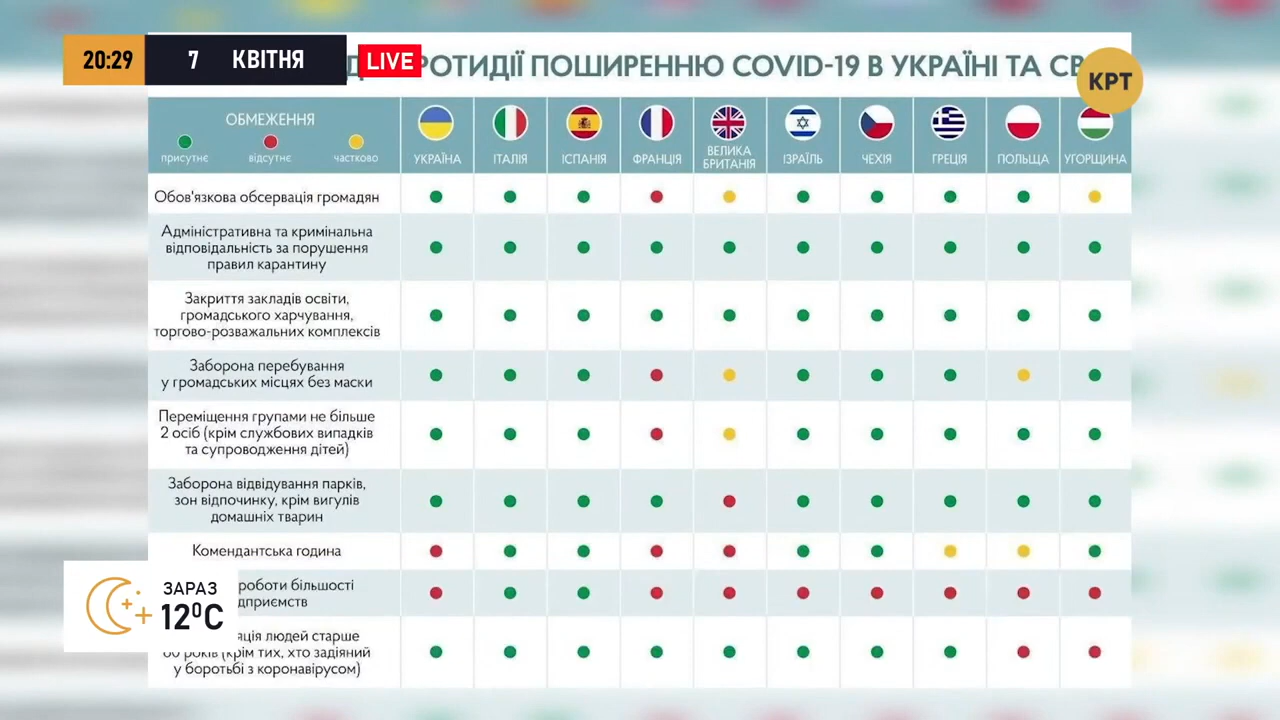 20:29
7 КВІТНЯ
LIVE
ПОШИРЕННЮ COVID-19 В УКРАЇНІ ТА
КРТ
ОБМЕЖЕННЯ
присутнє
відсутнє
частково
УКРАЇНА
ІТАЛІЯ
ІСПАНІЯ
ФРАНЦІЯ
ВЕЛИКА
БРИТАНІЯ
ІЗРАЇЛЬ
ЧЕХІЯ
ГРЕЦІЯ
ПОЛЬЩА
УГОРЩИНА
Обов'язкова обсервація громадян
Адміністративна та кримінальна
відповідальність за порушення
правил карантину
Закриття закладів освіти,
громадського харчування,
торгово-розважальних комплексів
Заборона перебування
у громадських місцях без маски
Переміщення групами не більше
2 осіб (крім службових випадків
та супроводження дітей)
Заборона відвідування парків,
зон відпочинку, крім вигулів
домашніх тварин
Комендантська година
роботи більшості
людей старше
60 років (крім тих, хто задіяний
у боротьбі з коронавірусом)
ЗАРАЗ
12⁰C